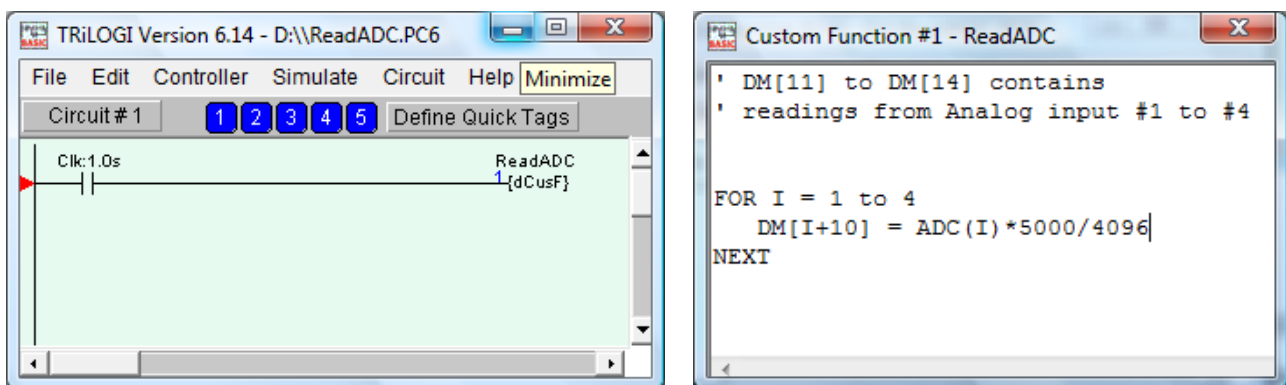 TRiLOGI Version 6.14 - D:\\ReadADC.PC6
File Edit Controller Simulate Circuit Help Minimize
Circuit # 1 1 2 3 4 5 Define Quick Tags
Clk:1.0s ReadADC
1 {dCusF}
Custom Function #1 - ReadADC
' DM[11] to DM[14] contains
' readings from Analog input #1 to #4
FOR I = 1 to 4
DM[I+10] = ADC(I)*5000/4096
NEXT